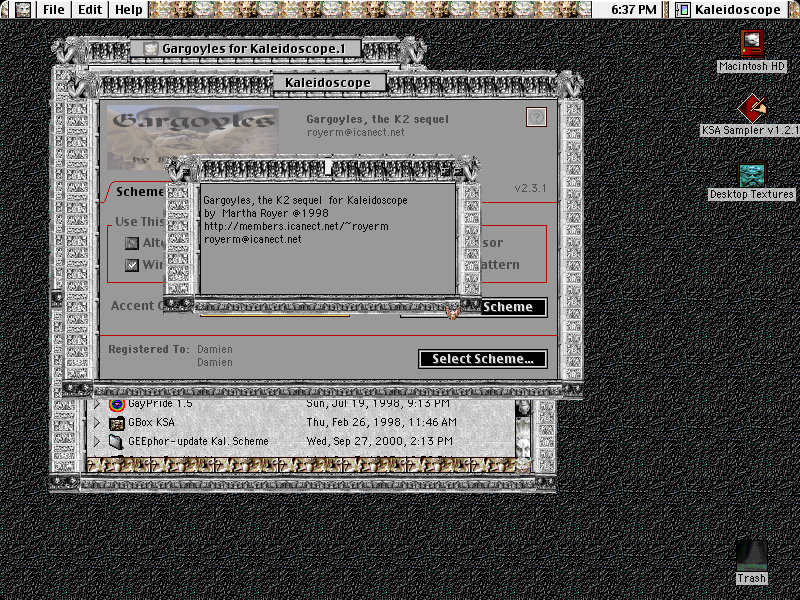 File Edit Help
6:37 PM
Kaleidoscope
Gargoyles for Kaleidoscope.1
Kaleidoscope
Macintosh HD
KSA Sampler v1.2.1
Desktop Textures
Gargoyles
Gargoyles, the K2 sequel
royerm@icanect.net
?
by
Scheme
v2.3.1
Gargoyles, the K2 sequel for Kaleidoscope
by Martha Royer @1998
http://members.icanect.net/~royerm
royerm@icanect.net
Use This
Accent
Scheme
Registered To: Damien
Damien
Select Scheme...
GayPride 1.5 Sun, Jul 19, 1998, 9:13 PM
GBox KSA Thu, Feb 26, 1998, 11:46 AM
GEEphor-update Kal. Scheme Wed, Sep 27, 2000, 2:13 PM
Trash